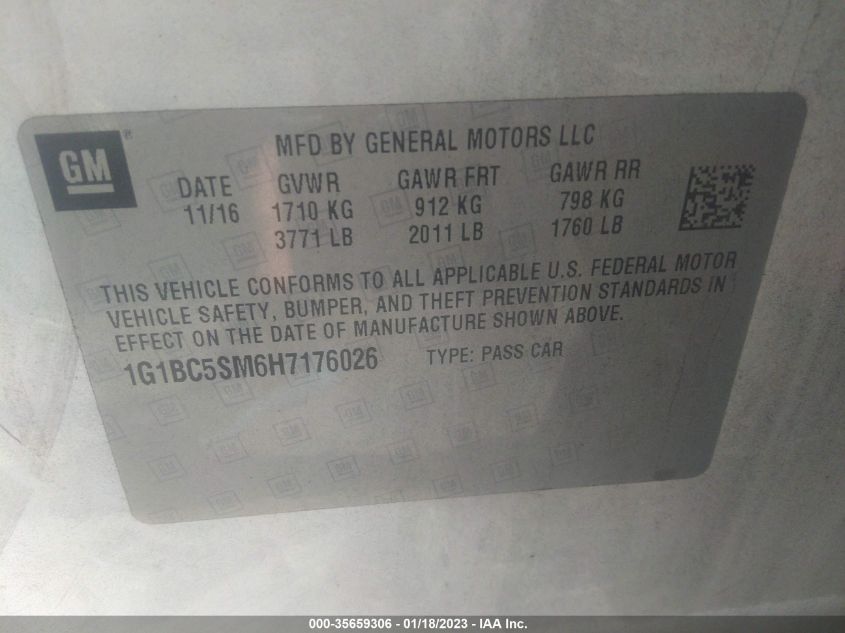 GM®
MFD BY GENERAL MOTORS LLC
DATE GVWR GAWR FRT GAWR RR
11/16 1710 KG 912 KG 798 KG
3771 LB 2011 LB 1760 LB
THIS VEHICLE CONFORMS TO ALL APPLICABLE U.S. FEDERAL MOTOR
VEHICLE SAFETY, BUMPER, AND THEFT PREVENTION STANDARDS IN
EFFECT ON THE DATE OF MANUFACTURE SHOWN ABOVE.
1G1BC5SM6H7176026 TYPE: PASS CAR
000-35659306 - 01/18/2023 - IAA Inc.